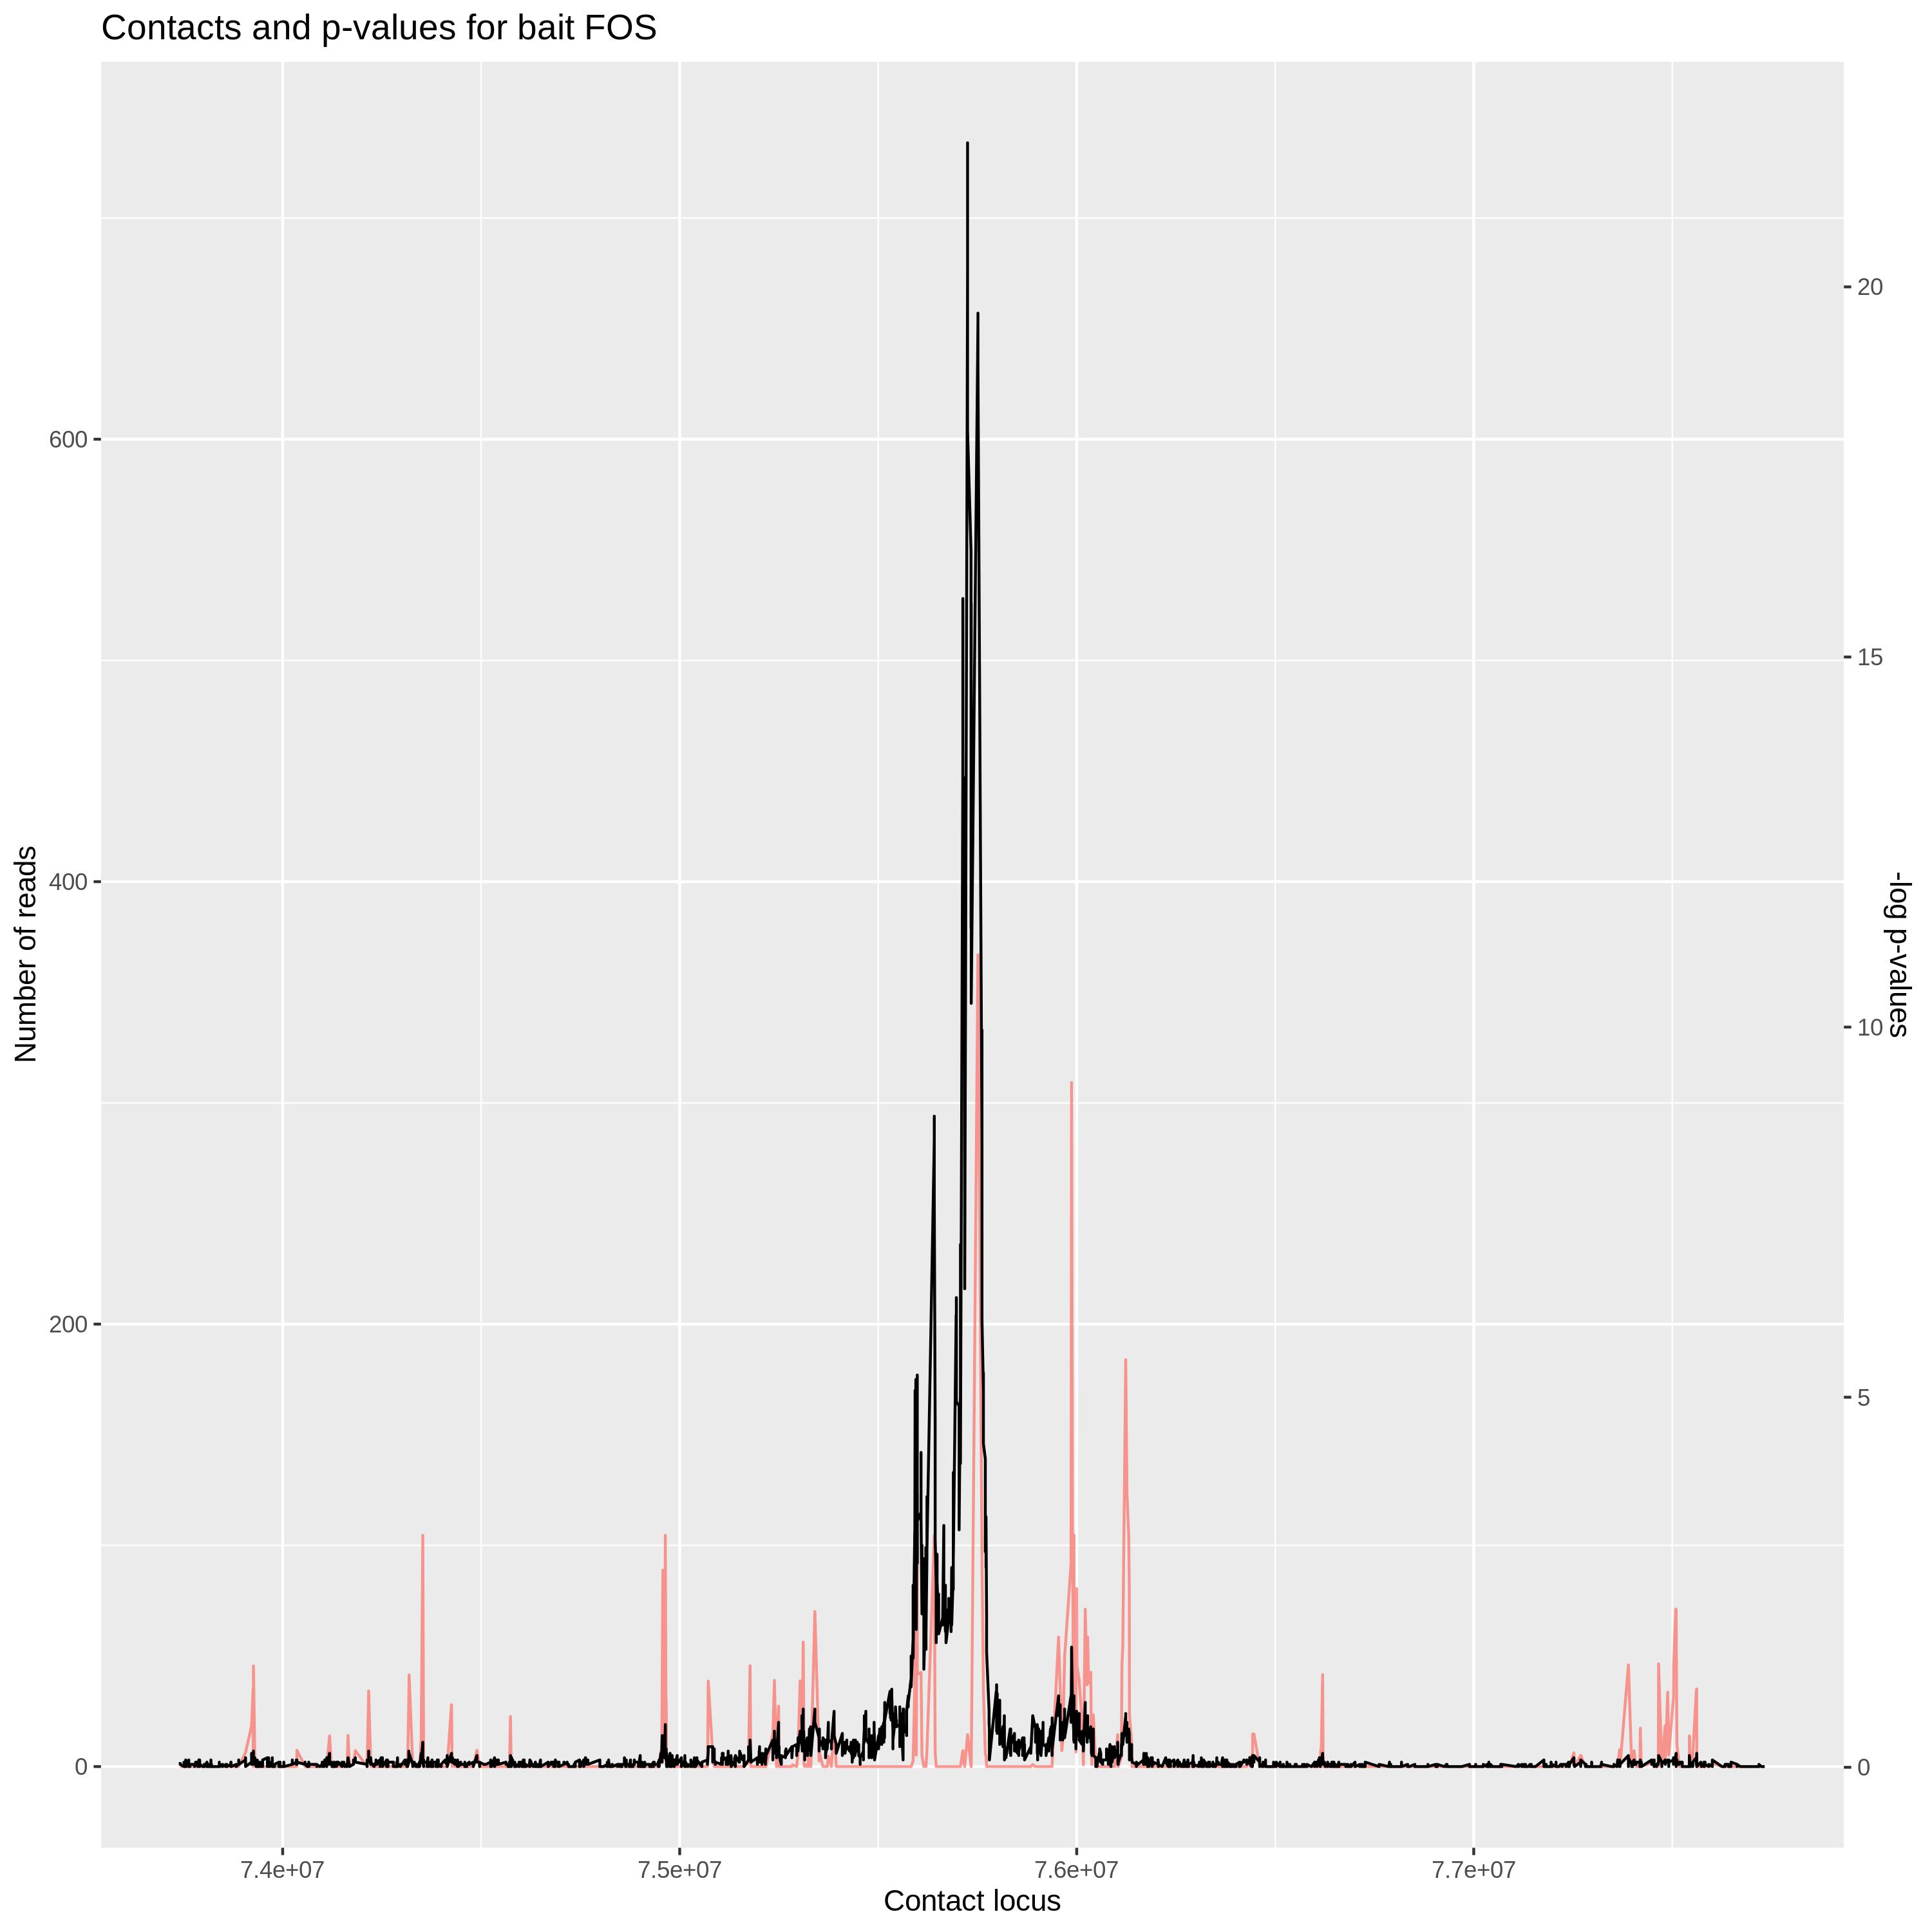 Contacts and p-values for bait FOS
Number of reads
600
400
200
0
20
15
10
5
0
-log p-values
7.4e+07
7.5e+07
7.6e+07
7.7e+07
Contact locus